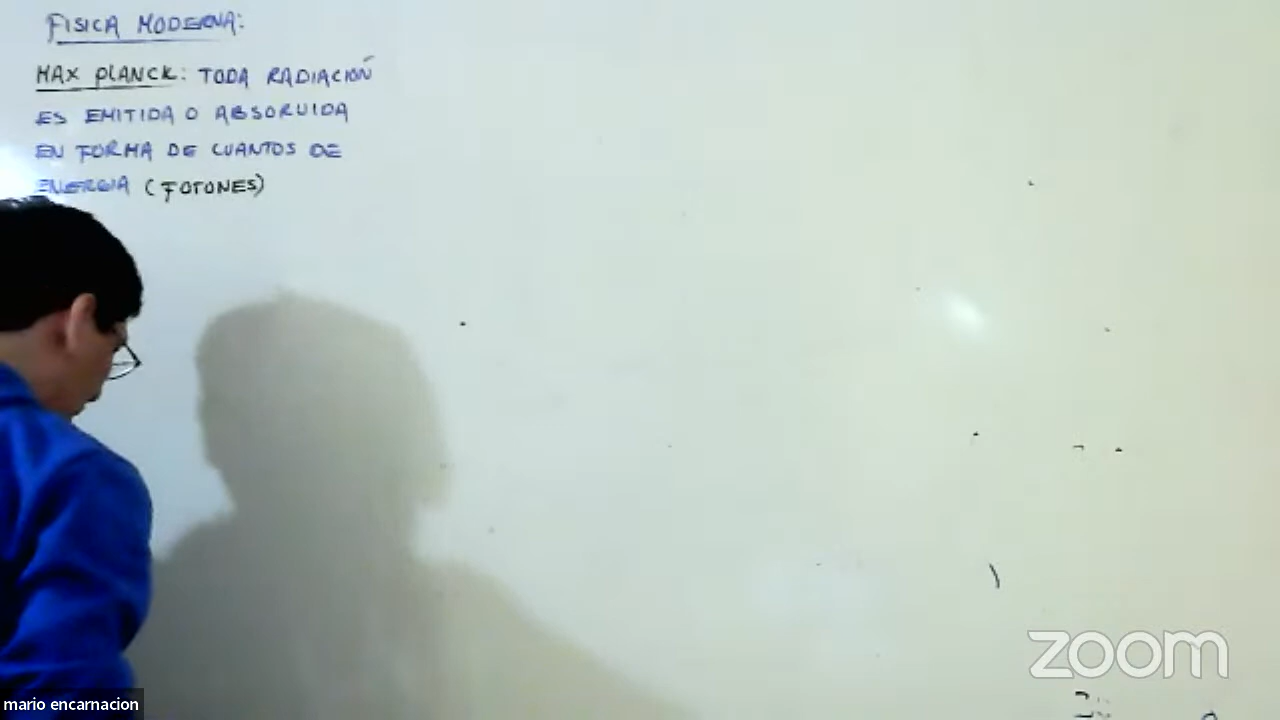 FISICA MODERNA:
MAX PLANCK: TODA RADIACIÓN
ES EMITIDA O ABSORVIDA
EN FORMA DE CUANTOS DE
ENERGIA (FOTONES)
zoom
mario encarnacion